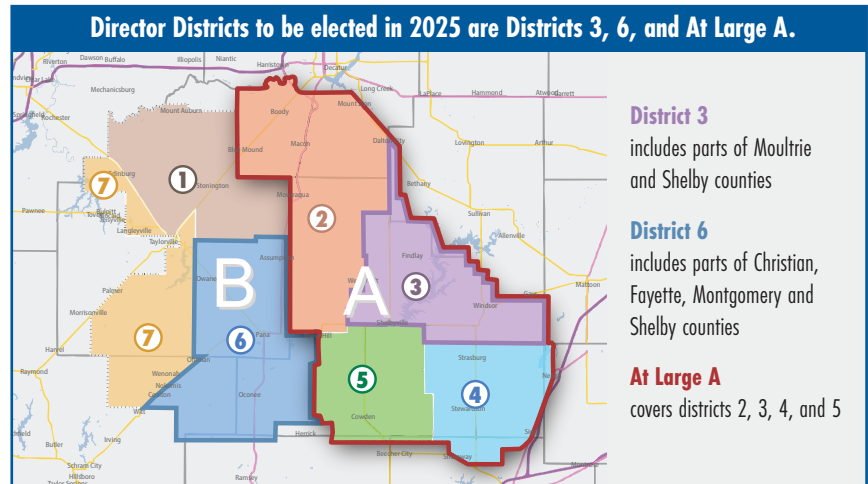 Director Districts to be elected in 2025 are Districts 3, 6, and At Large A.
Riverton
Dawson
Buffalo
Illiopolis
Niantic
Harristown
Decatur
Mechanicsburg
Long Creek
LaPlace
Hammond
Atwood
Garrett
Rochester
Mount Auburn
Boody
Dalton City
Lovington
Arthur
Blue Mound
Macon
Edinburg
Bethany
Stonington
Moweaqua
Sullivan
Pawnee
Langleyville
Taylorville
Allenville
Findlay
Assumption
Mattoon
Palmer
Morrisonville
Windsor
Shelbyville
Pana
Harvel
Strasburg
Raymond
Wenonah
Nokomis
Coalton
Oconee
Witt
Cowden
Stewardson
Herrick
Butler
Irving
Beecher City
Schram City
Hillsboro
Taylor Springs
Ramsey
Montrose
1
2
3
4
5
6
7
7
A
B
District 3
includes parts of Moultrie
and Shelby counties
District 6
includes parts of Christian,
Fayette, Montgomery and
Shelby counties
At Large A
covers districts 2, 3, 4, and 5